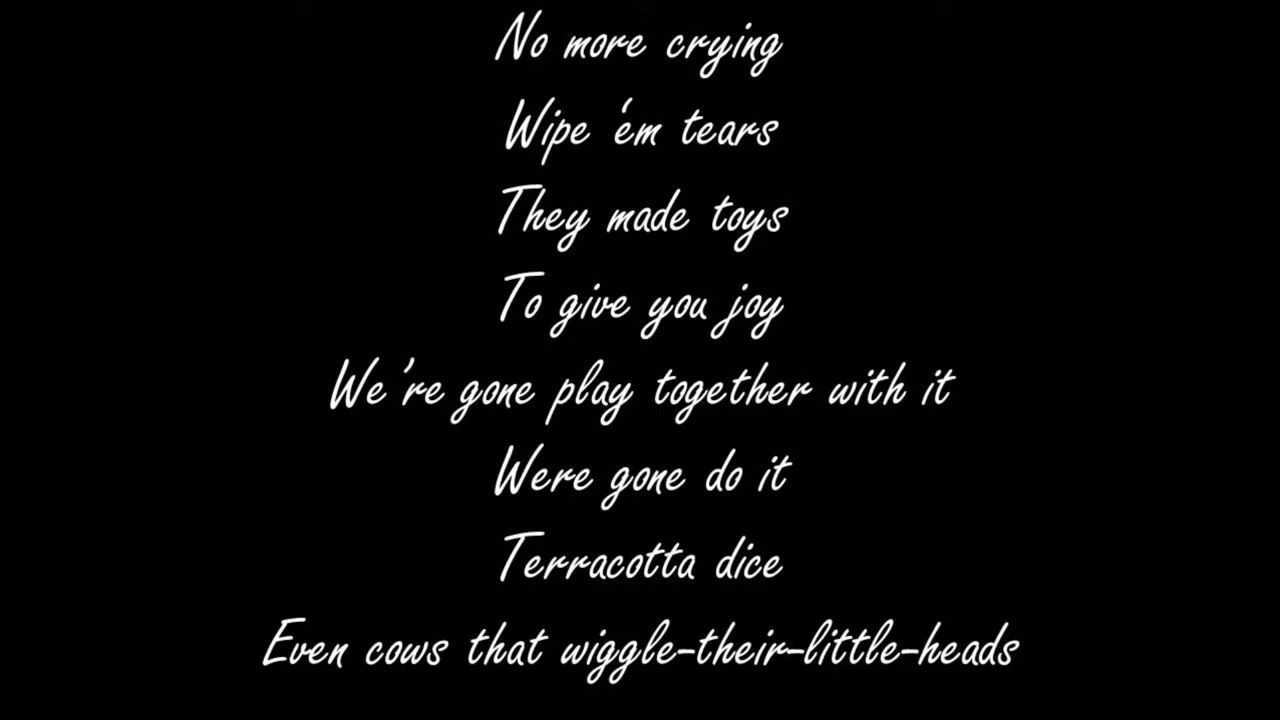 No more crying
Wipe 'em tears
They made toys
To give you joy
We're gone play together with it
Were gone do it
Terracotta dice
Even cows that wiggle-their-little-heads